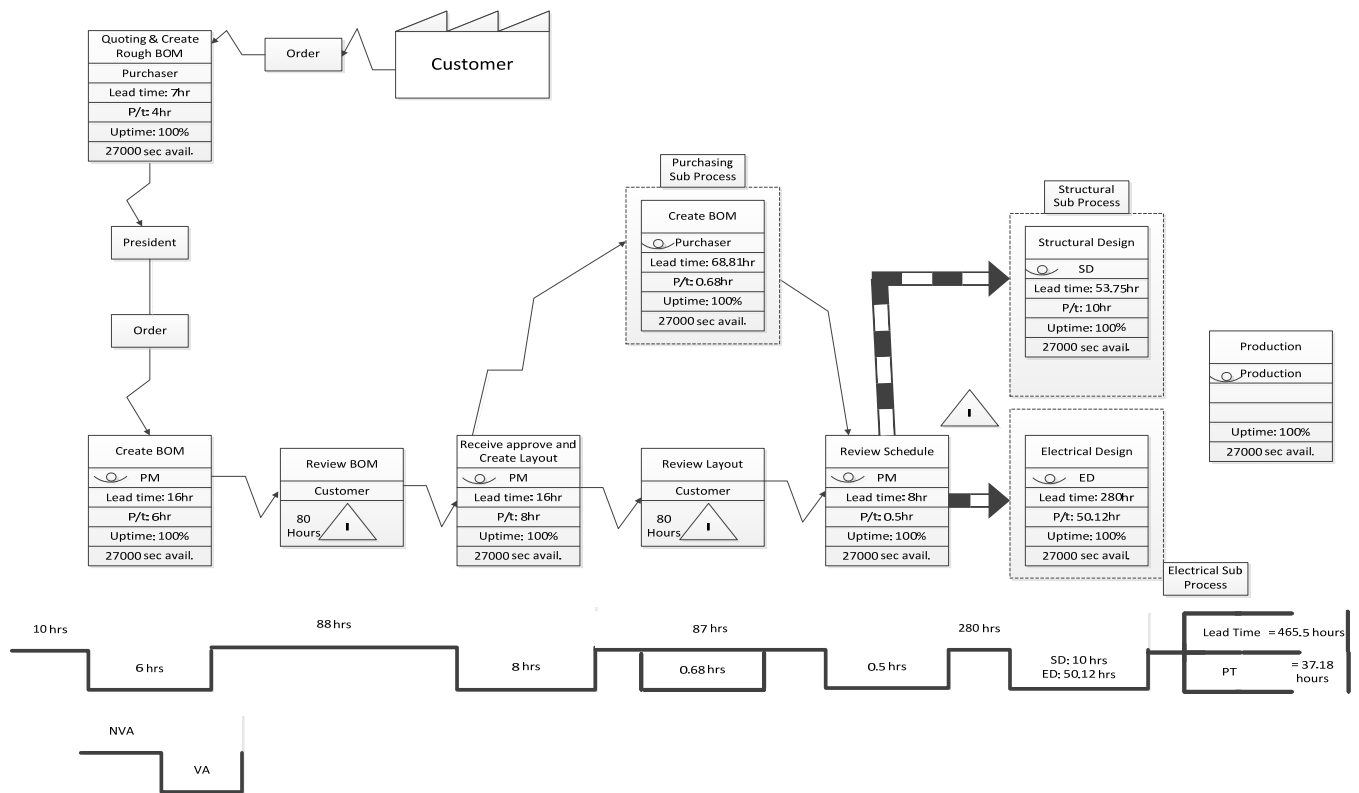 Quoting & Create
Rough BOM
Purchaser
Lead time: 7hr
P/t: 4hr
Uptime: 100%
27000 sec avail.
Order
Customer
President
Order
Purchasing
Sub Process
Create BOM
Purchaser
Lead time: 68,81hr
P/t: 0.68hr
Uptime: 100%
27000 sec avail.
Structural
Sub Process
Structural Design
SD
Lead time: 53.75hr
P/t: 10hr
Uptime: 100%
27000 sec avail.
Production
Production
Uptime: 100%
27000 sec avail.
Create BOM
PM
Lead time: 16hr
P/t: 6hr
Uptime: 100%
27000 sec avail.
Review BOM
Customer
80
Hours
I
Receive approve and
Create Layout
PM
Lead time: 16hr
P/t: 8hr
Uptime: 100%
27000 sec avail.
Review Layout
Customer
80
Hours
I
Review Schedule
PM
Lead time: 8hr
P/t: 0.5hr
Uptime: 100%
27000 sec avail.
I
Electrical Design
ED
Lead time: 280hr
P/t: 50.12hr
Uptime: 100%
27000 sec avail.
Electrical Sub
Process
10 hrs
6 hrs
88 hrs
8 hrs
87 hrs
0.68 hrs
0.5 hrs
280 hrs
SD: 10 hrs
ED: 50.12 hrs
Lead Time = 465.5 hours
PT = 37.18
hours
NVA
VA